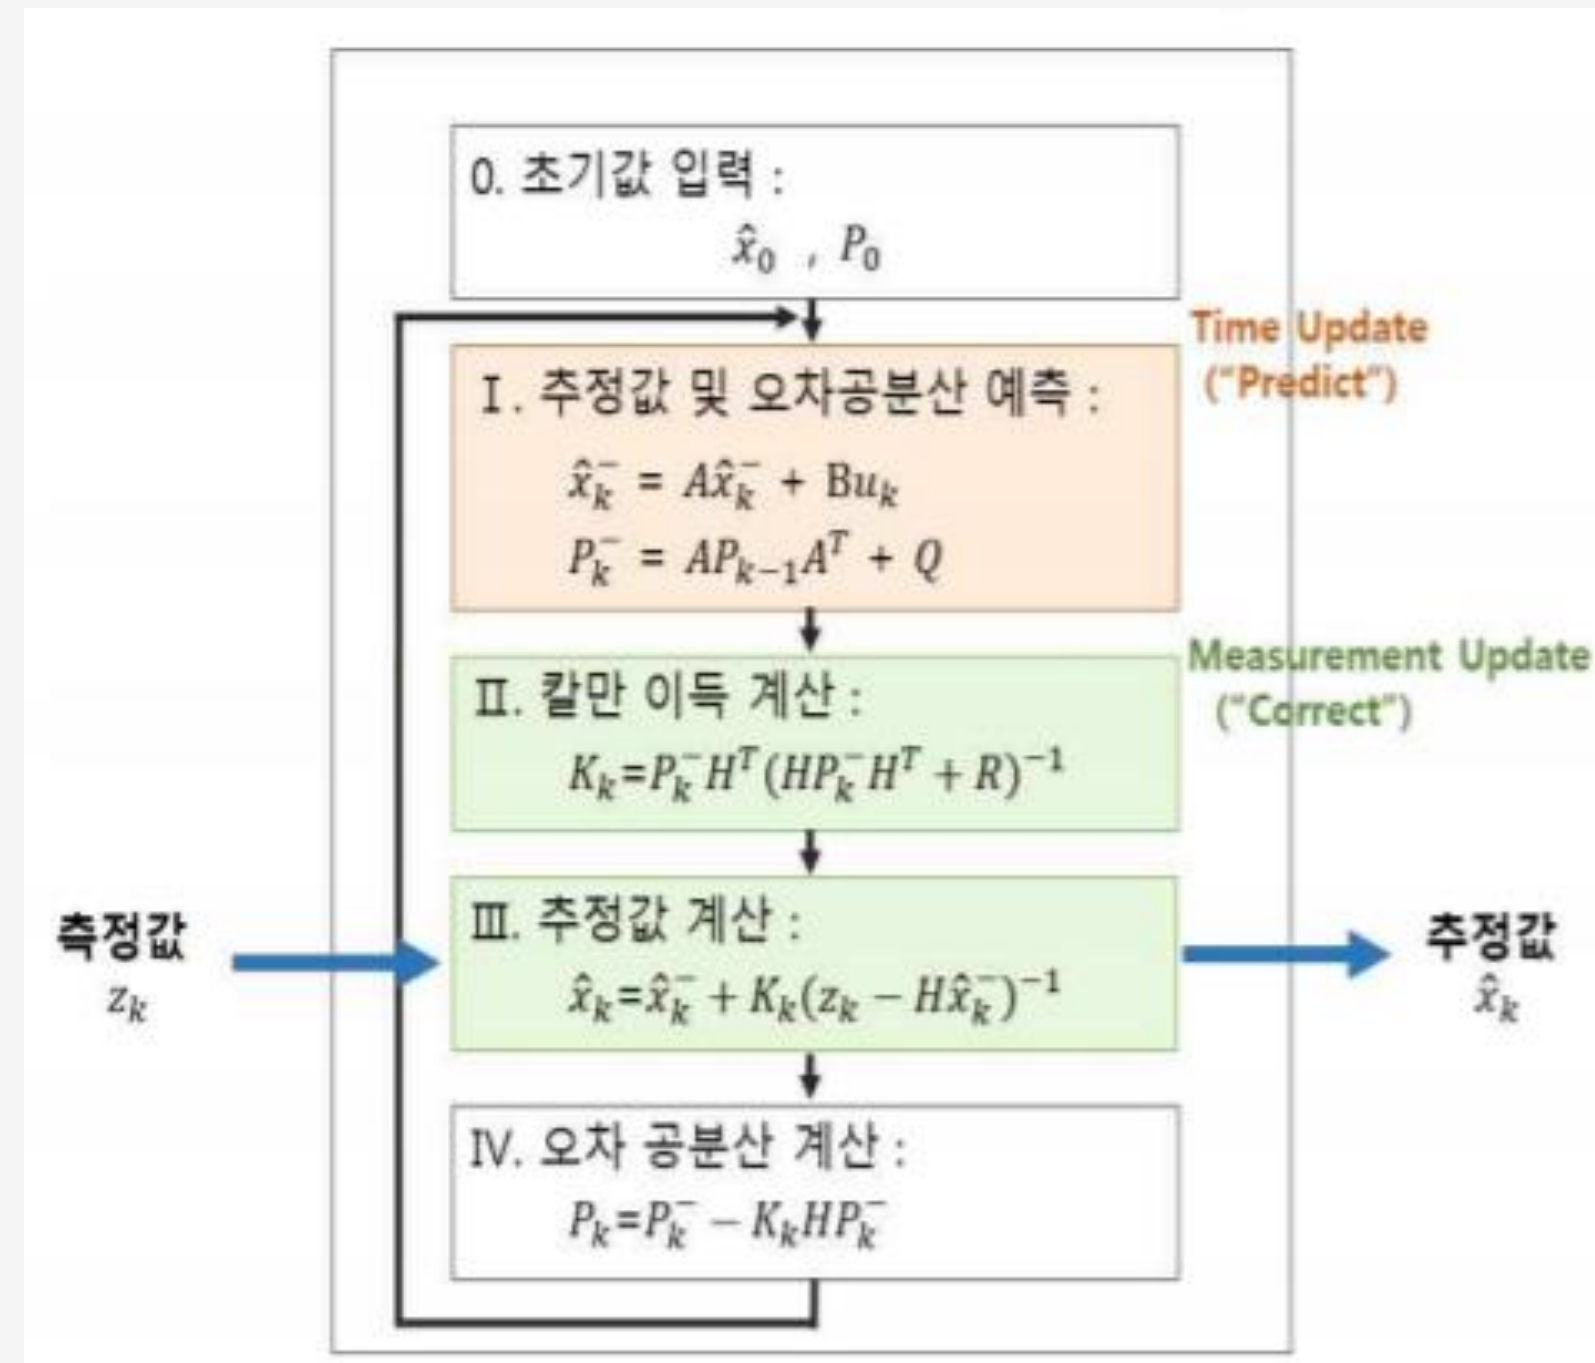 0. 초기값 입력 :
x̂₀ , P₀
Time Update
("Predict")
Ⅰ. 추정값 및 오차공분산 예측 :
x̂ₖ⁻ = Ax̂ₖ⁻ + Buₖ
Pₖ⁻ = APₖ₋₁Aᵀ + Q
Measurement Update
("Correct")
Ⅱ. 칼만 이득 계산 :
Kₖ=Pₖ⁻Hᵀ(HPₖ⁻Hᵀ + R)⁻¹
측정값
zₖ
Ⅲ. 추정값 계산 :
x̂ₖ=x̂ₖ⁻ + Kₖ(zₖ − Hx̂ₖ⁻)⁻¹
추정값
x̂ₖ
Ⅳ. 오차 공분산 계산 :
Pₖ=Pₖ⁻ − KₖHPₖ⁻